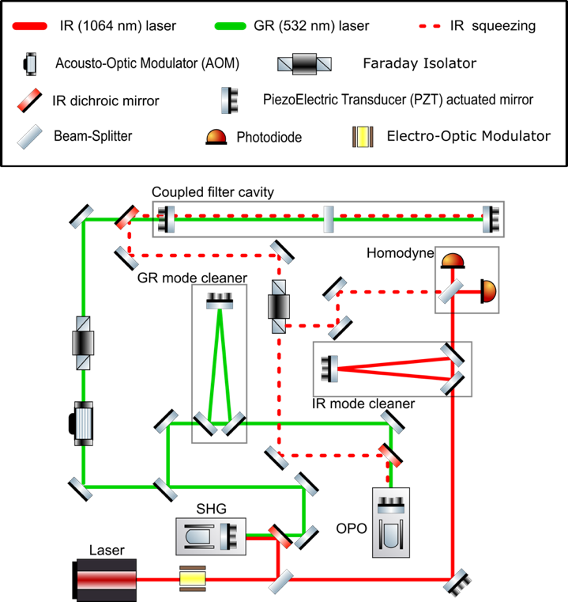 IR (1064 nm) laser
GR (532 nm) laser
IR squeezing
Acousto-Optic Modulator (AOM)
Faraday Isolator
IR dichroic mirror
PiezoElectric Transducer (PZT) actuated mirror
Beam-Splitter
Photodiode
Electro-Optic Modulator
Coupled filter cavity
Homodyne
GR mode cleaner
IR mode cleaner
SHG
OPO
Laser